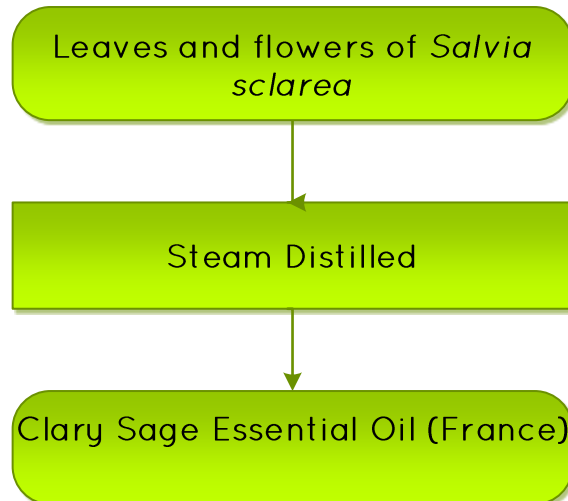 Leaves and flowers of Salvia
sclarea
Steam Distilled
Clary Sage Essential Oil (France)